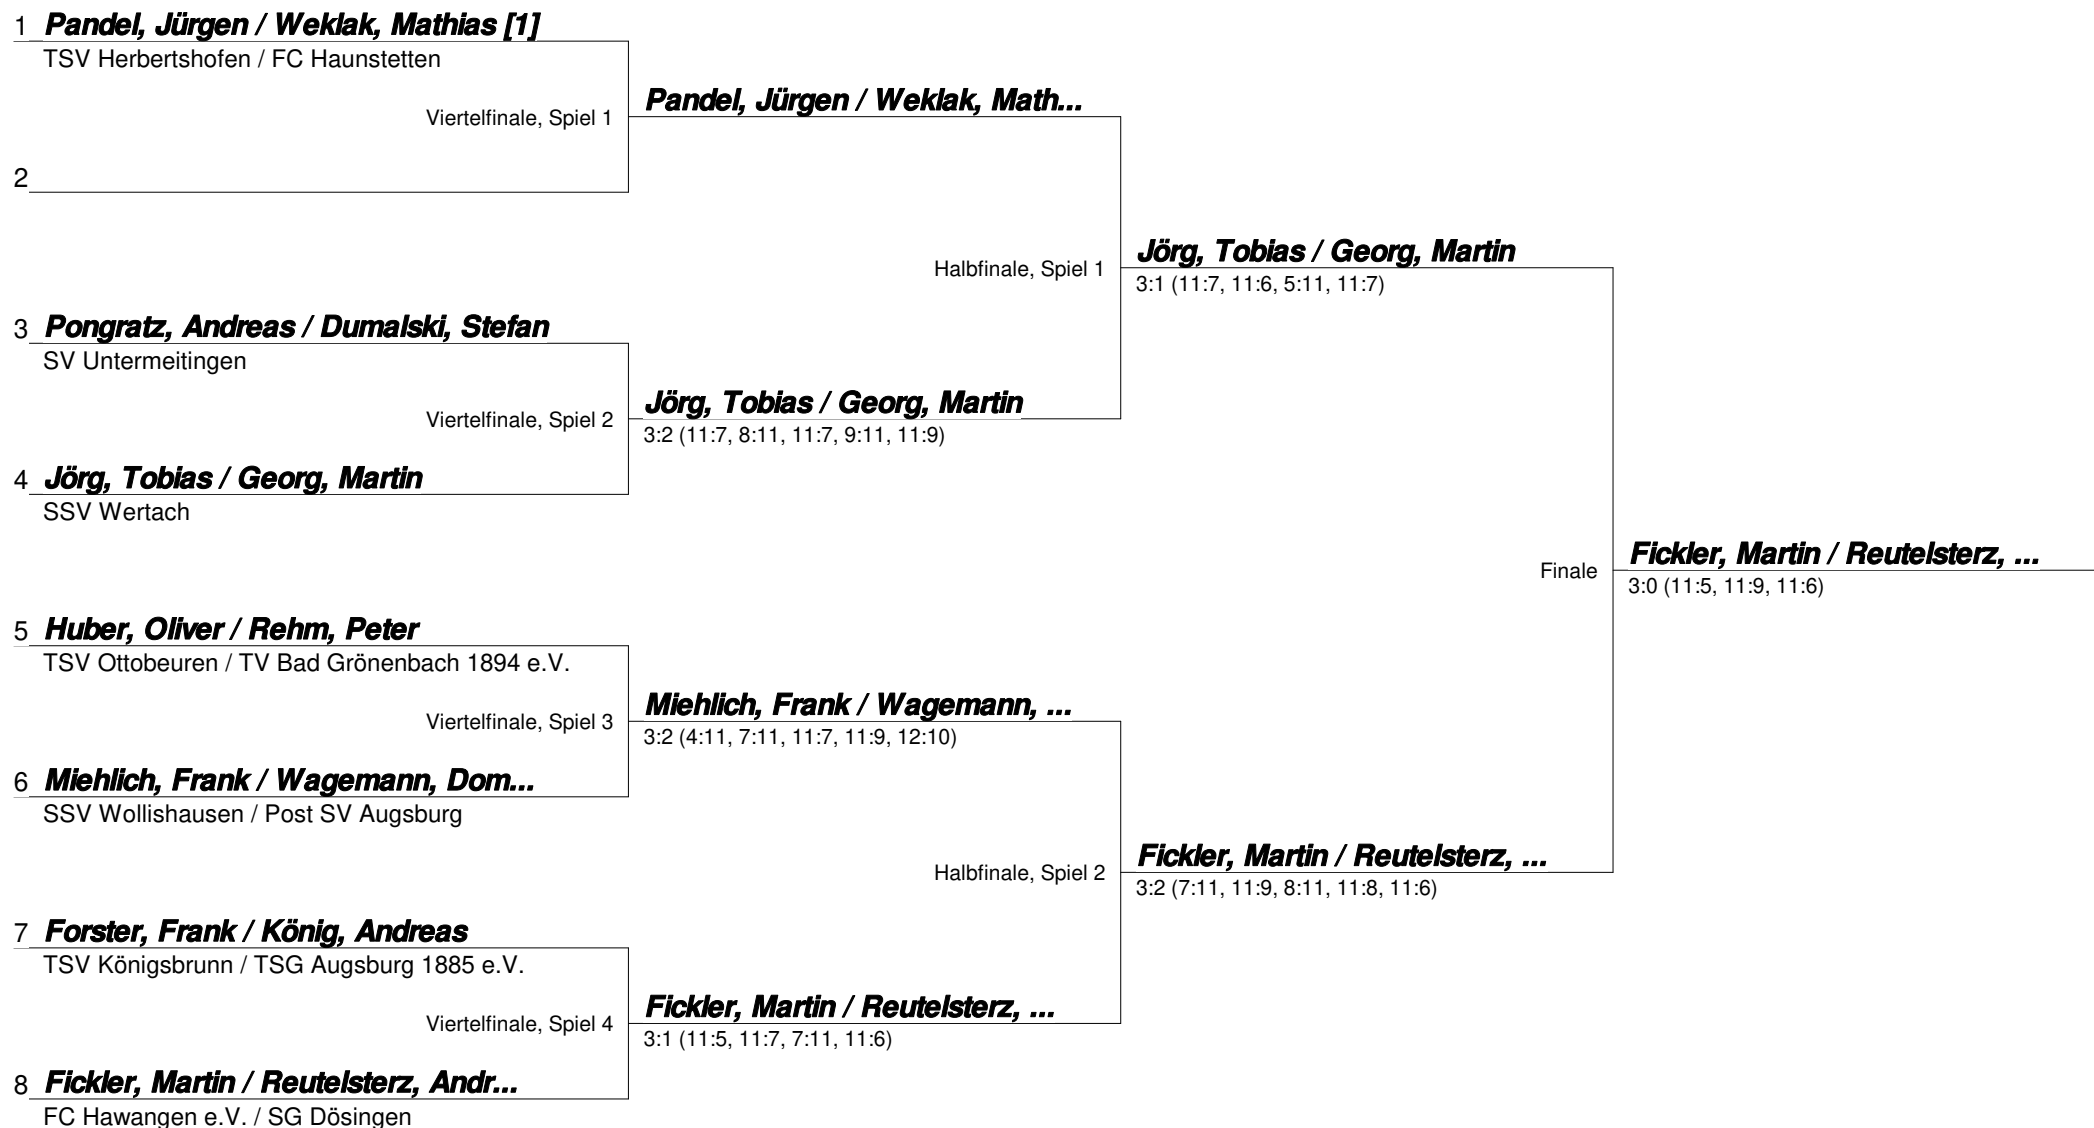 1 Pandel, Jürgen / Weklak, Mathias [1]
TSV Herbertshofen / FC Haunstetten
Pandel, Jürgen / Weklak, Math...
Viertelfinale, Spiel 1
2
Jörg, Tobias / Georg, Martin
Halbfinale, Spiel 1
3:1 (11:7, 11:6, 5:11, 11:7)
3 Pongratz, Andreas / Dumalski, Stefan
SV Untermeitingen
Jörg, Tobias / Georg, Martin
Viertelfinale, Spiel 2
3:2 (11:7, 8:11, 11:7, 9:11, 11:9)
4 Jörg, Tobias / Georg, Martin
SSV Wertach
Fickler, Martin / Reutelsterz, ...
Finale
3:0 (11:5, 11:9, 11:6)
5 Huber, Oliver / Rehm, Peter
TSV Ottobeuren / TV Bad Grönenbach 1894 e.V.
Miehlich, Frank / Wagemann, ...
Viertelfinale, Spiel 3
3:2 (4:11, 7:11, 11:7, 11:9, 12:10)
6 Miehlich, Frank / Wagemann, Dom...
SSV Wollishausen / Post SV Augsburg
Fickler, Martin / Reutelsterz, ...
Halbfinale, Spiel 2
3:2 (7:11, 11:9, 8:11, 11:8, 11:6)
7 Forster, Frank / König, Andreas
TSV Königsbrunn / TSG Augsburg 1885 e.V.
Fickler, Martin / Reutelsterz, ...
Viertelfinale, Spiel 4
3:1 (11:5, 11:7, 7:11, 11:6)
8 Fickler, Martin / Reutelsterz, Andr...
FC Hawangen e.V. / SG Dösingen